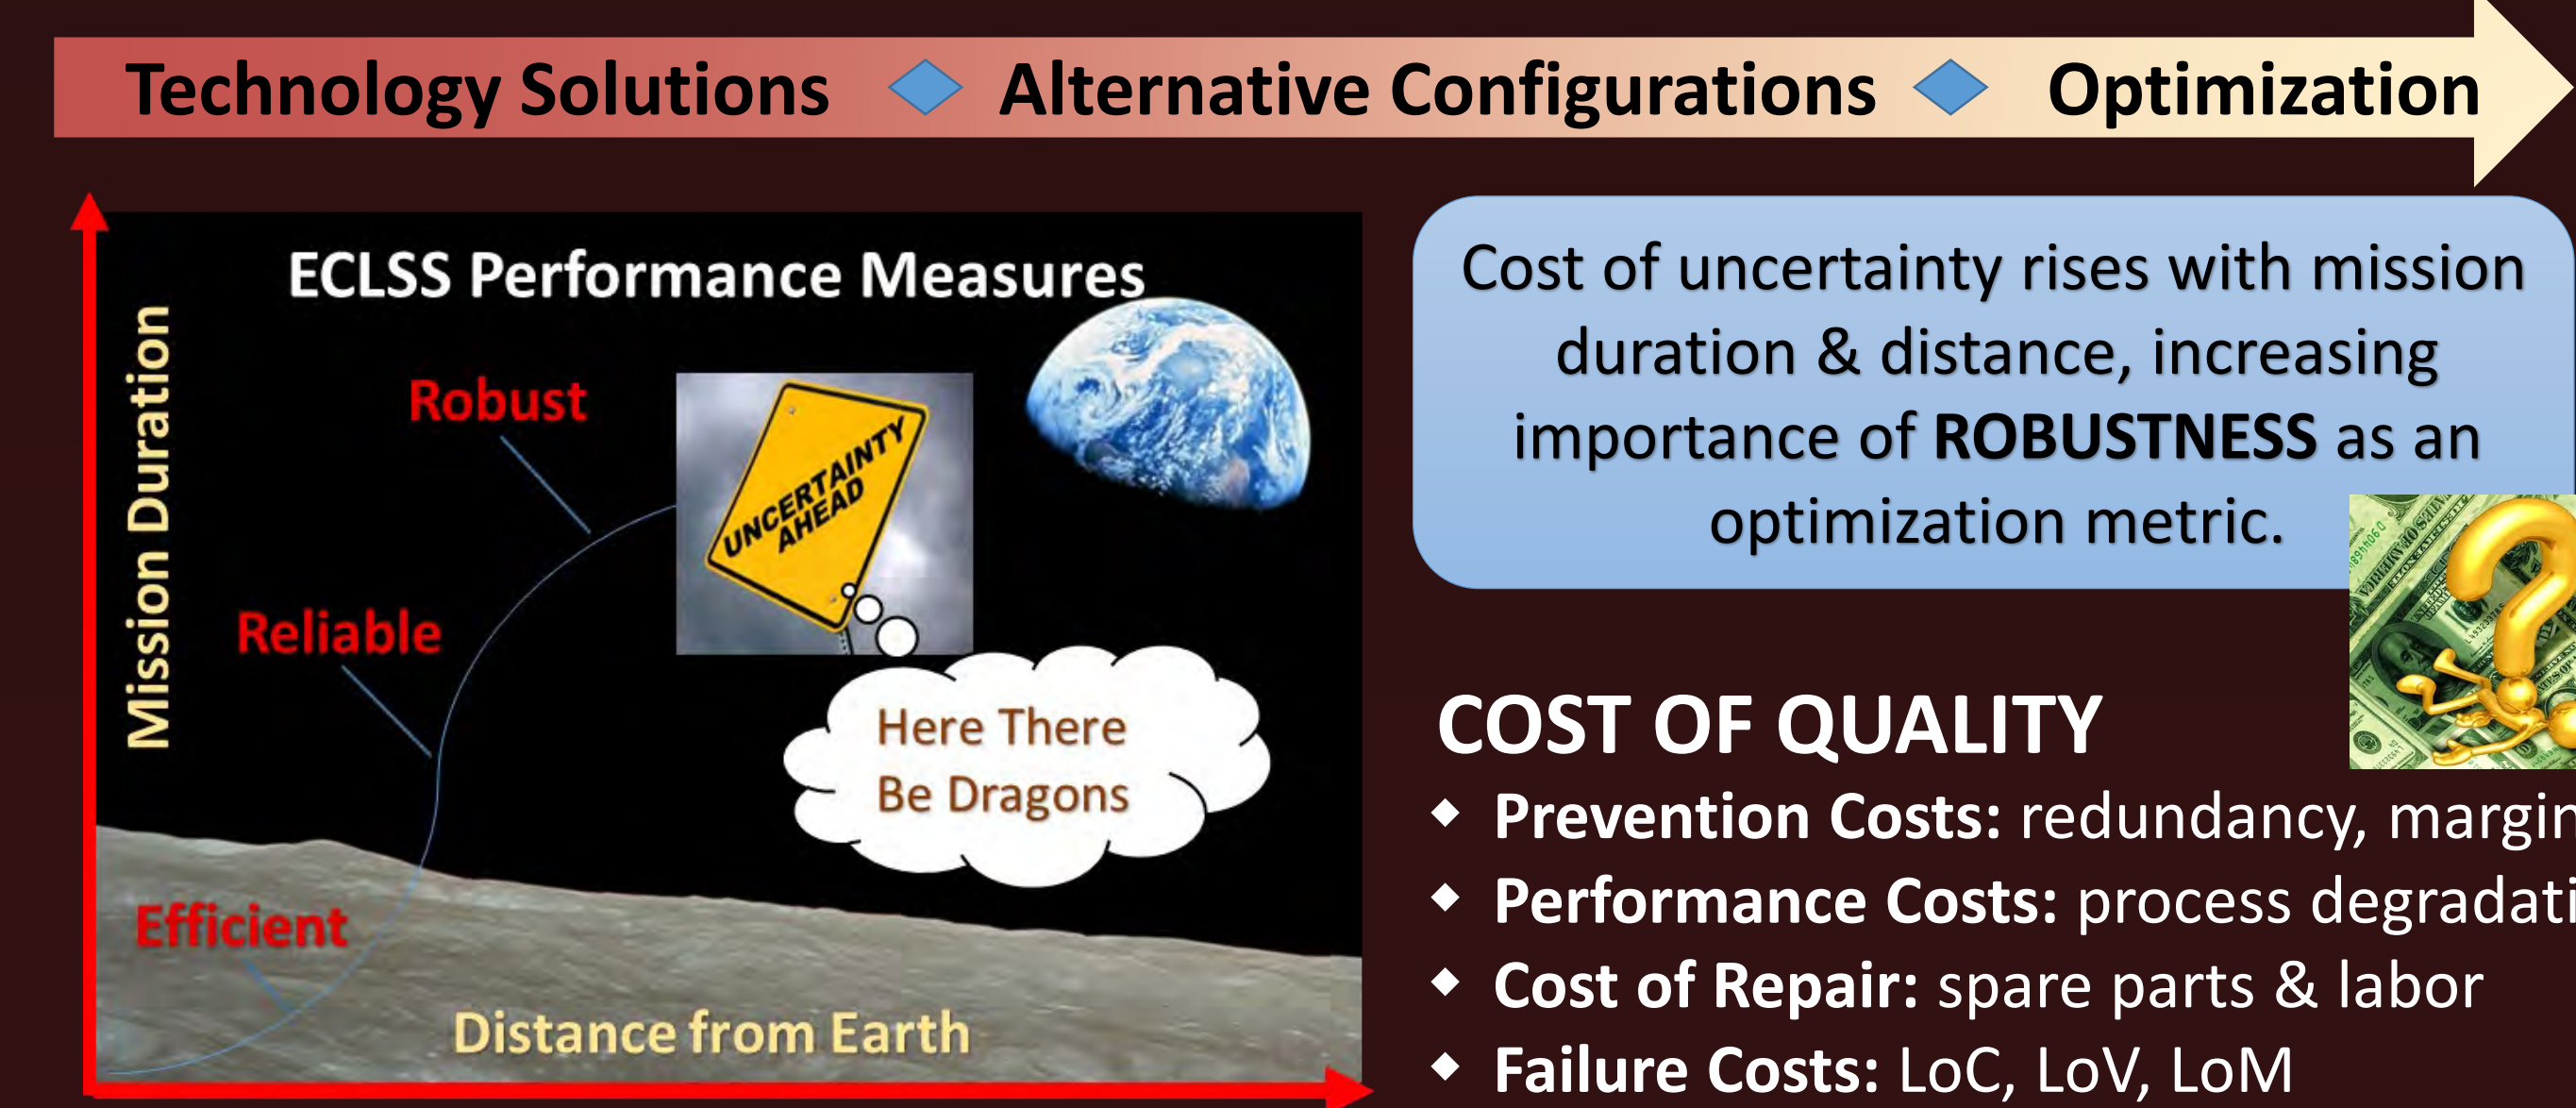 Technology Solutions Alternative Configurations Optimization
ECLSS Performance Measures
Mission Duration
Robust
UNCERTAINTY
AHEAD
Reliable
Here There
Be Dragons
Efficient
Distance from Earth
Cost of uncertainty rises with mission
duration & distance, increasing
importance of ROBUSTNESS as an
optimization metric.
COST OF QUALITY
Prevention Costs: redundancy, margin
Performance Costs: process degradati
Cost of Repair: spare parts & labor
Failure Costs: LoC, LoV, LoM